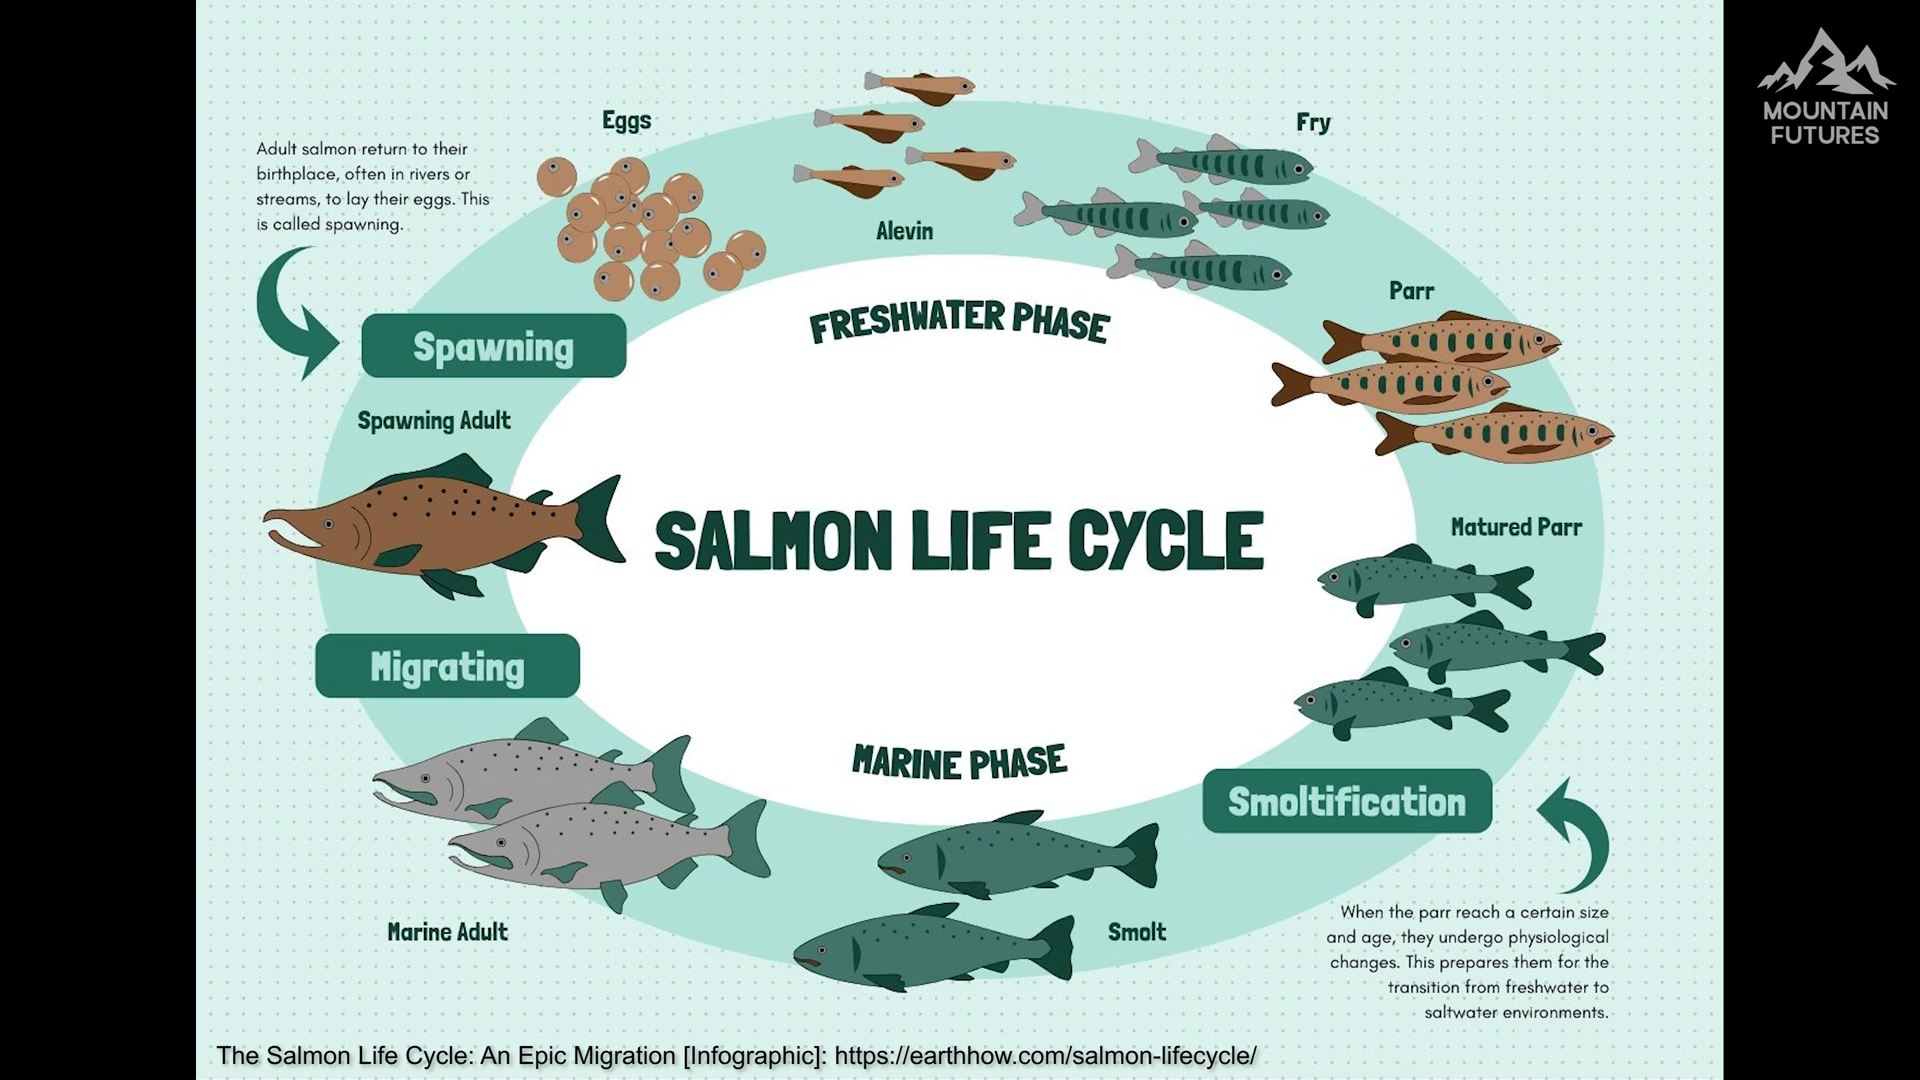 MOUNTAIN
FUTURES
Eggs
Fry
Adult salmon return to their
birthplace, often in rivers or
streams, to lay their eggs. This
is called spawning.
Alevin
Parr
FRESHWATER PHASE
Spawning
Spawning Adult
SALMON LIFE CYCLE
Matured Parr
Migrating
MARINE PHASE
Smoltification
Marine Adult
Smolt
When the parr reach a certain size
and age, they undergo physiological
changes. This prepares them for the
transition from freshwater to
saltwater environments.
The Salmon Life Cycle: An Epic Migration [Infographic]: https://earthhow.com/salmon-lifecycle/